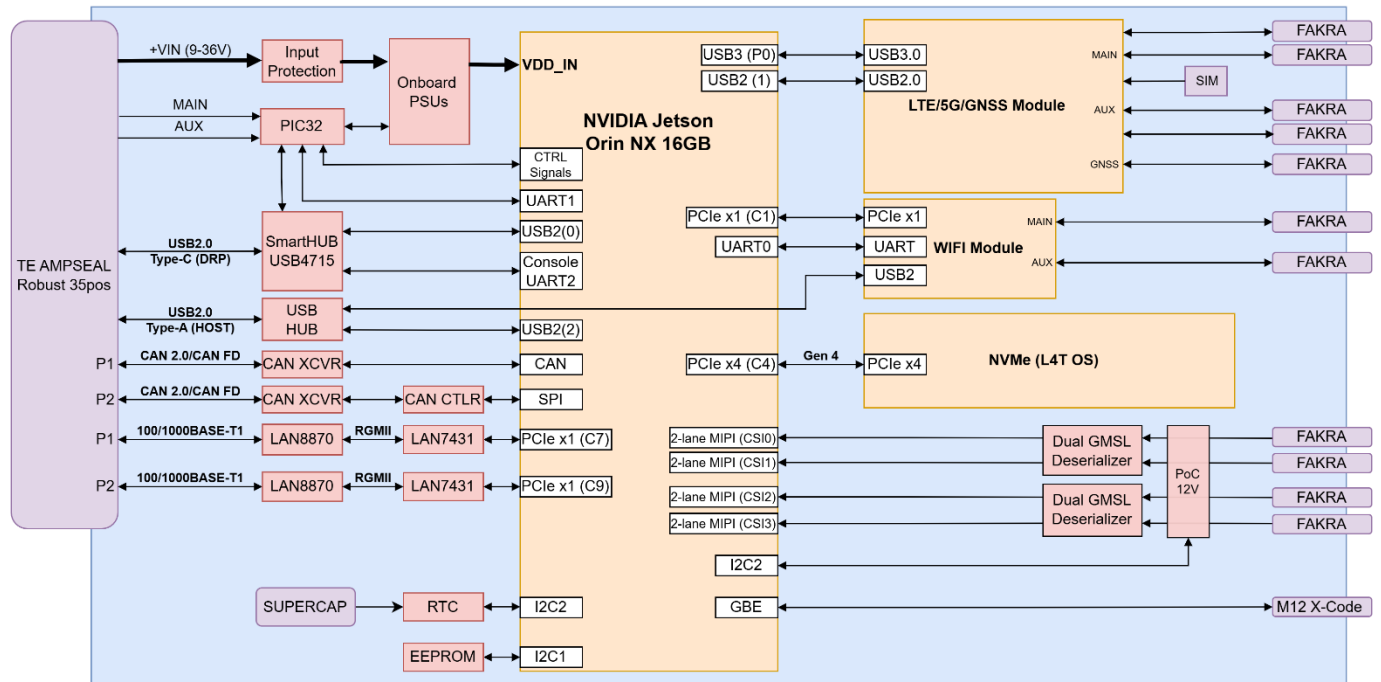 +VIN (9-36V)
Input
Protection
Onboard
PSUs
VDD_IN
MAIN
AUX
PIC32
CTRL
Signals
UART1
USB2.0
Type-C (DRP)
SmartHUB
USB4715
USB2(0)
Console
UART2
TE AMPSEAL
Robust 35pos
USB2.0
Type-A (HOST)
USB
HUB
USB2(2)
P1
CAN 2.0/CAN FD
CAN XCVR
CAN
P2
CAN 2.0/CAN FD
CAN XCVR
CAN CTLR
SPI
P1
100/1000BASE-T1
LAN8870
RGMII
LAN7431
PCIe x1 (C7)
P2
100/1000BASE-T1
LAN8870
RGMII
LAN7431
PCIe x1 (C9)
SUPERCAP
RTC
I2C2
EEPROM
I2C1
NVIDIA Jetson
Orin NX 16GB
USB3 (P0)
USB2 (1)
PCIe x1 (C1)
UART0
PCIe x4 (C4)
2-lane MIPI (CSI0)
2-lane MIPI (CSI1)
2-lane MIPI (CSI2)
2-lane MIPI (CSI3)
I2C2
GBE
USB3.0
USB2.0
LTE/5G/GNSS Module
MAIN
AUX
GNSS
SIM
FAKRA
FAKRA
FAKRA
FAKRA
FAKRA
PCIe x1
UART
USB2
WIFI Module
MAIN
AUX
FAKRA
FAKRA
Gen 4
PCIe x4
NVMe (L4T OS)
Dual GMSL
Deserializer
Dual GMSL
Deserializer
PoC
12V
FAKRA
FAKRA
FAKRA
FAKRA
M12 X-Code